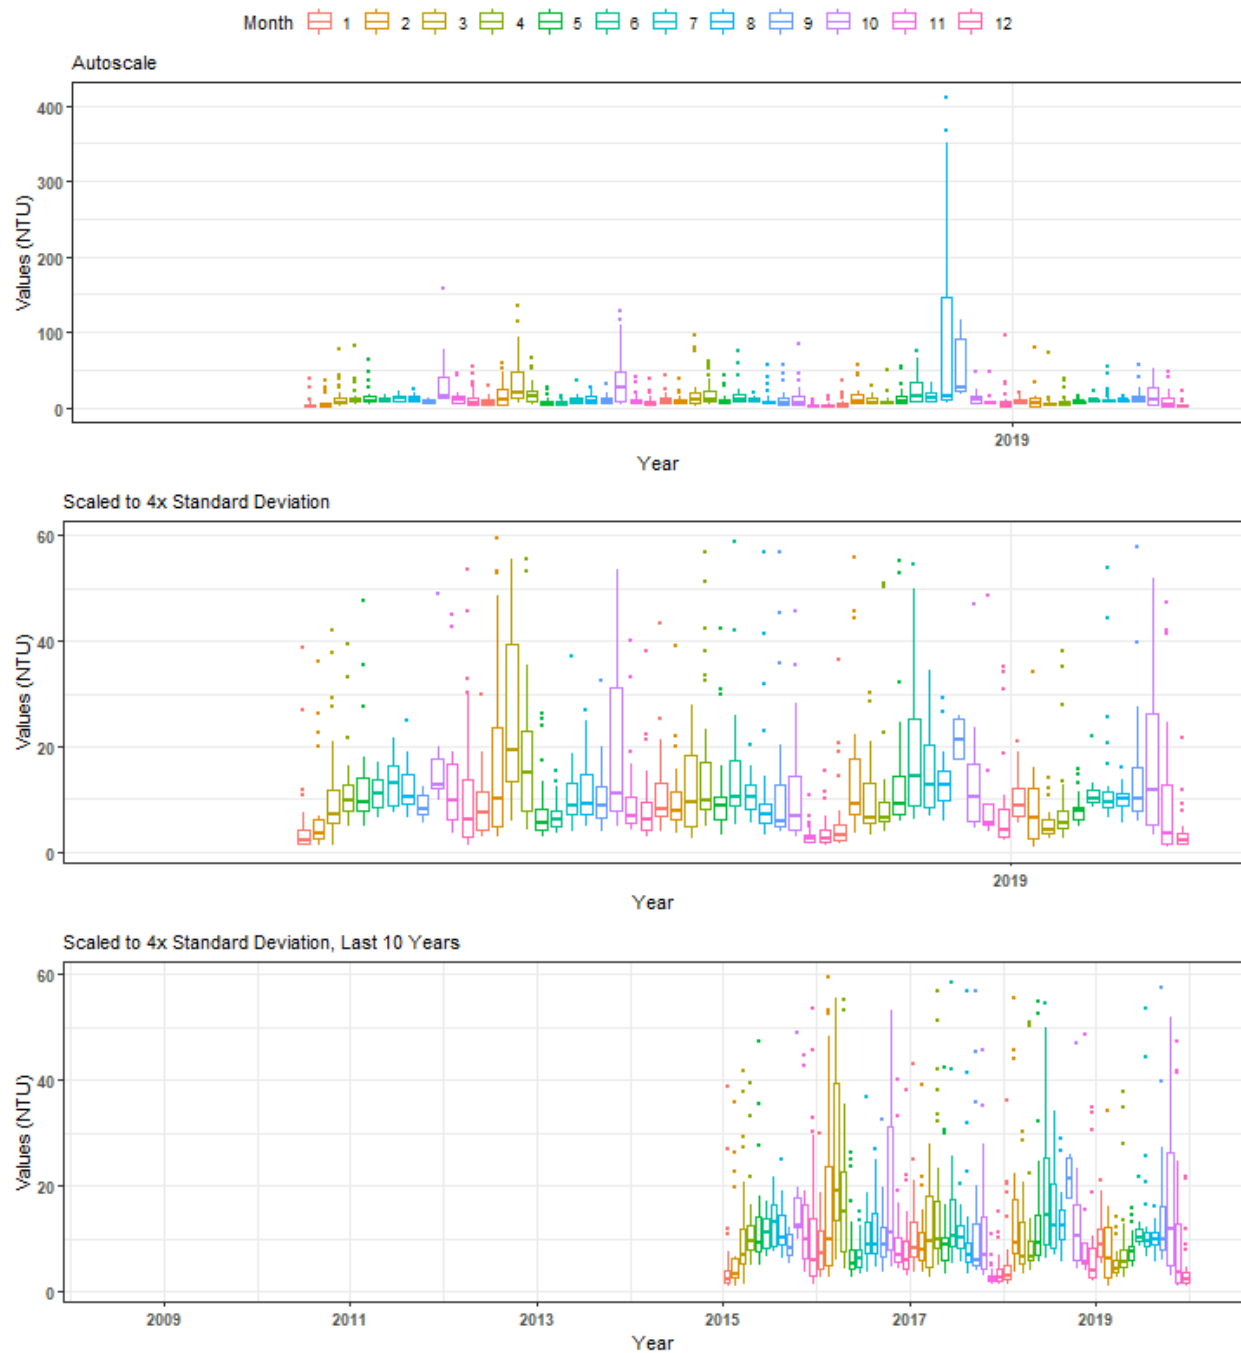 Month 1 2 3 4 5 6 7 8 9 10 11 12
Autoscale
400
300
200
100
0
Values (NTU)
2019
Year
Scaled to 4x Standard Deviation
60
40
20
0
Values (NTU)
2019
Year
Scaled to 4x Standard Deviation, Last 10 Years
60
40
20
0
Values (NTU)
2009 2011 2013 2015 2017 2019
Year